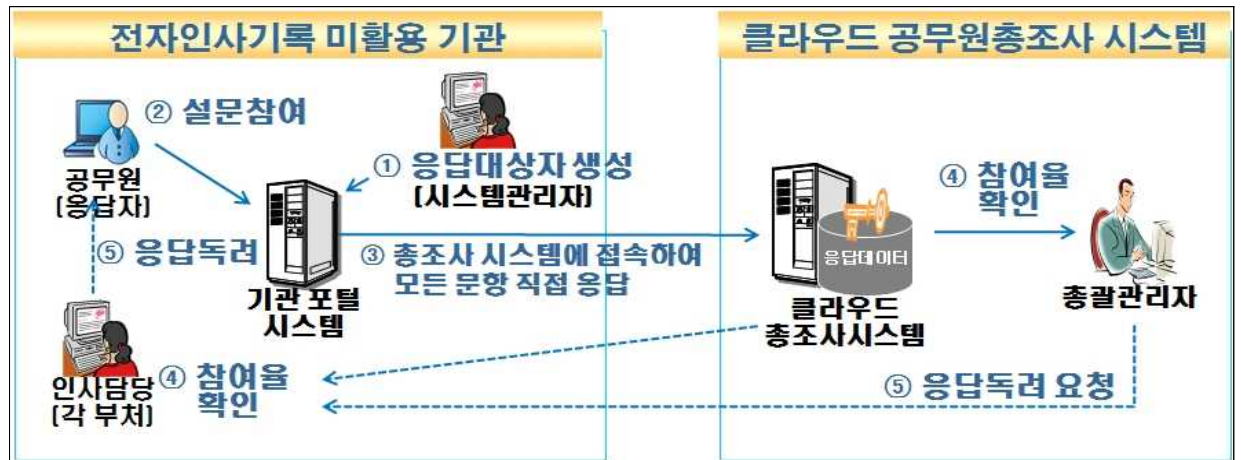 전자인사기록 미활용 기관
② 설문참여
공무원
(응답자)
① 응답대상자 생성
(시스템관리자)
⑤ 응답독려
기관 포털
시스템
③ 총조사 시스템에 접속하여
모든 문항 직접 응답
인사담당
(각 부처)
④ 참여율
확인
클라우드 공무원총조사 시스템
응답데이터
클라우드
총조사시스템
④ 참여율
확인
총괄관리자
⑤ 응답독려 요청